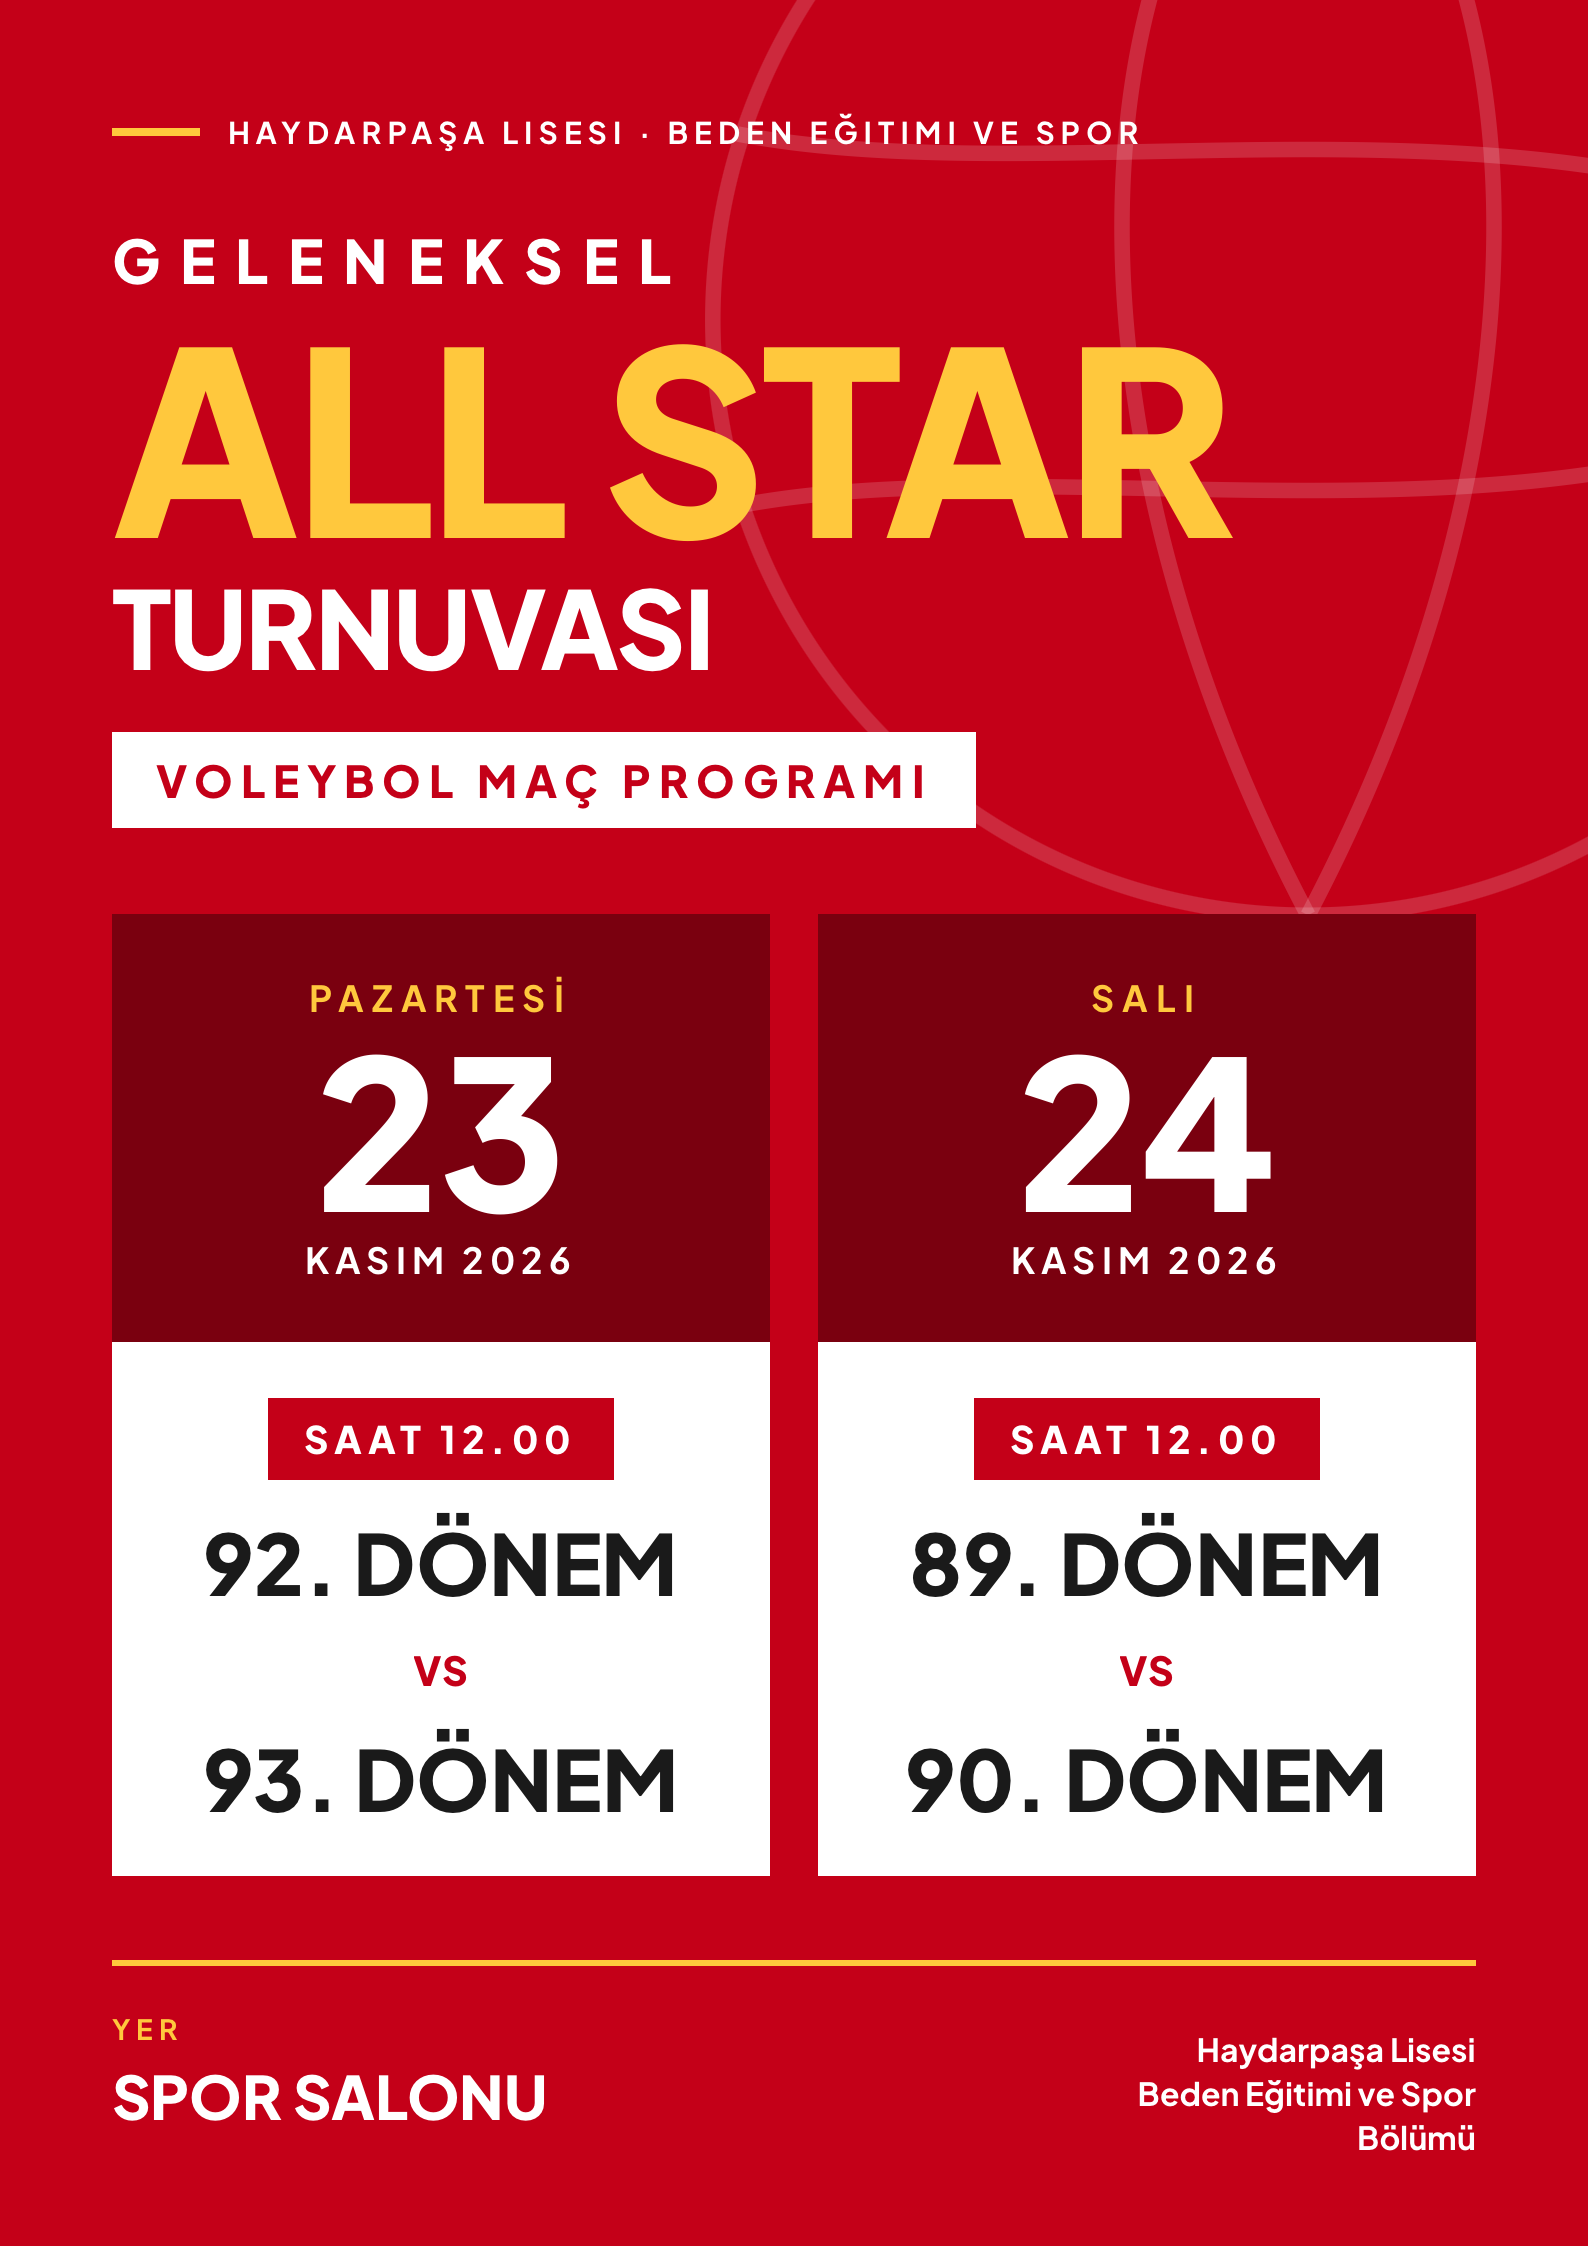 HAYDARPAŞA LISESI · BEDEN EĞITIMI VE SPOR
GELENEKSEL
ALL STAR
TURNUVASI
VOLEYBOL MAÇ PROGRAMI
PAZARTESİ
23
KASIM 2026
SAAT 12.00
92. DÖNEM
VS
93. DÖNEM
SALI
24
KASIM 2026
SAAT 12.00
89. DÖNEM
VS
90. DÖNEM
YER
SPOR SALONU
Haydarpaşa Lisesi
Beden Eğitimi ve Spor
Bölümü